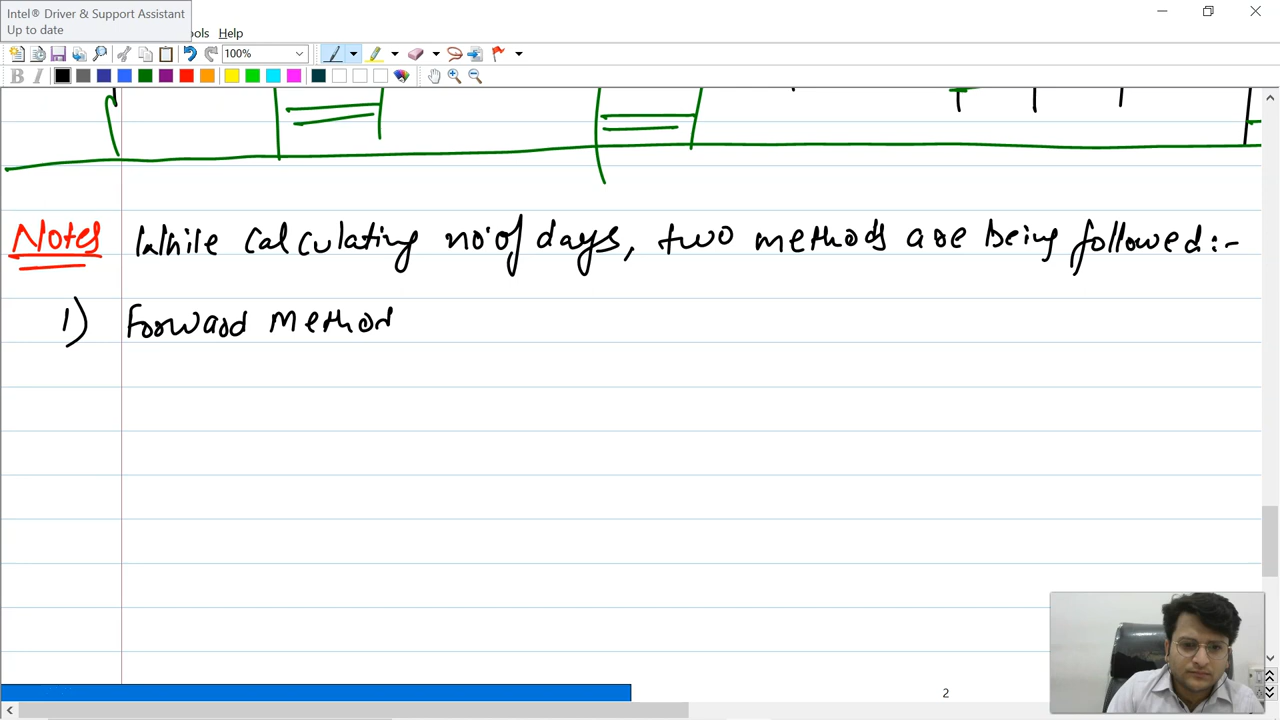 Intel® Driver & Support Assistant
Up to date
ols Help
100%
B I
Notes While Calculating no. of days, two methods are being followed:-
1) Forward Method
2